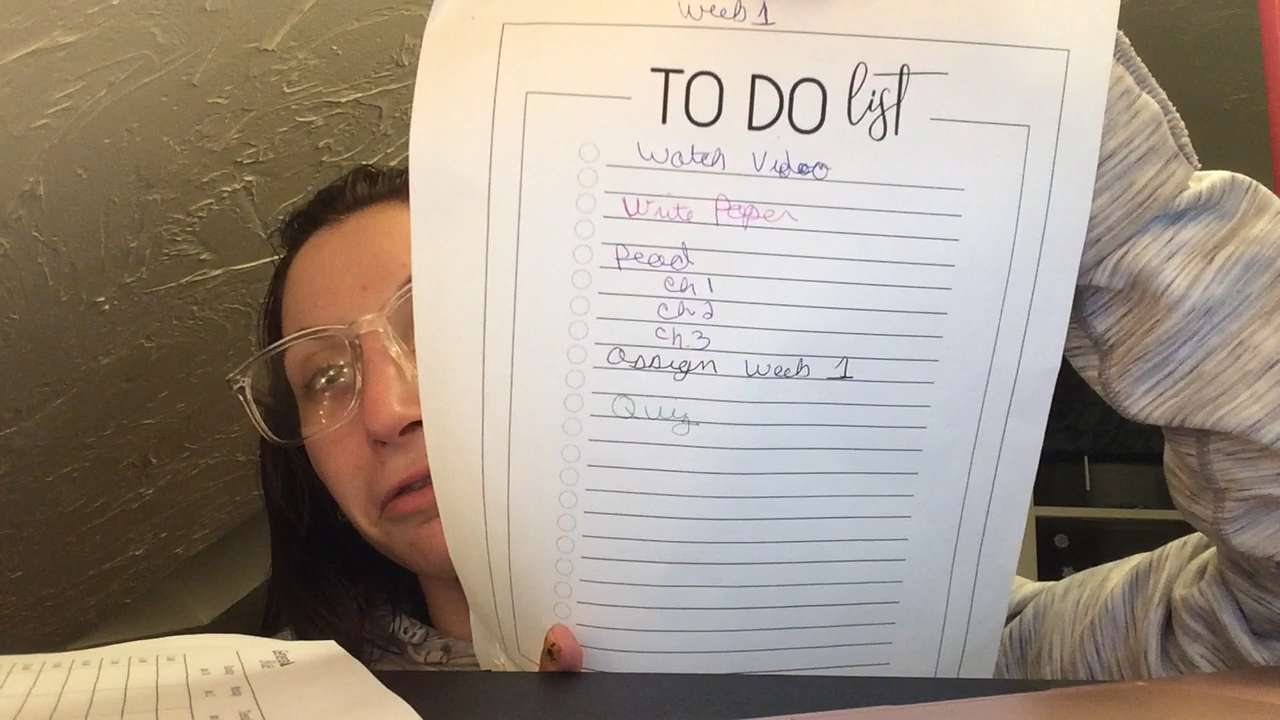 Week 1
TO DO list
Watch Video
Write Paper
Read
Ch 1
Ch 2
Ch. 3
Assign Week 1
Quiz